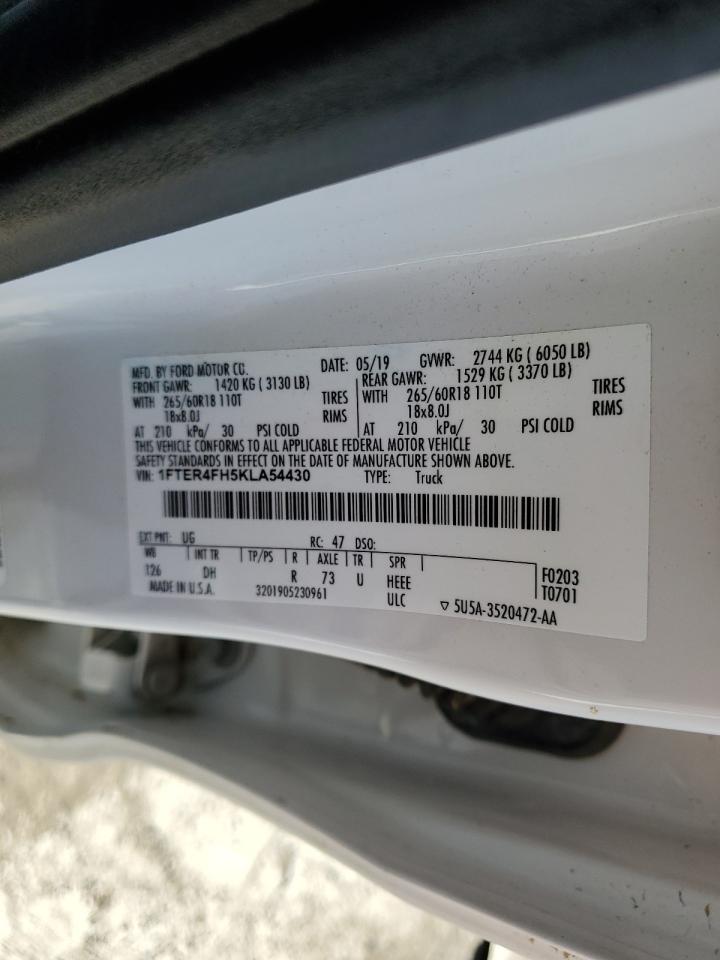 MFD. BY FORD MOTOR CO. DATE: 05/19 GVWR: 2744 KG ( 6050 LB)
FRONT GAWR: 1420 KG ( 3130 LB) REAR GAWR: 1529 KG ( 3370 LB)
WITH 265/60R18 110T TIRES WITH 265/60R18 110T TIRES
18x8.0J RIMS 18x8.0J RIMS
AT 210 kPa/ 30 PSI COLD AT 210 kPa/ 30 PSI COLD
THIS VEHICLE CONFORMS TO ALL APPLICABLE FEDERAL MOTOR VEHICLE
SAFETY STANDARDS IN EFFECT ON THE DATE OF MANUFACTURE SHOWN ABOVE.
VIN: 1FTER4FH5KLA54430 TYPE: Truck
EXT PNT: UG RC: 47 DSO:
WB INT TR TP/PS R AXLE TR SPR
126 DH R 73 U HEEE F0203
MADE IN U.S.A. 3201905230961 ULC T0701
▽ 5U5A-3520472-AA